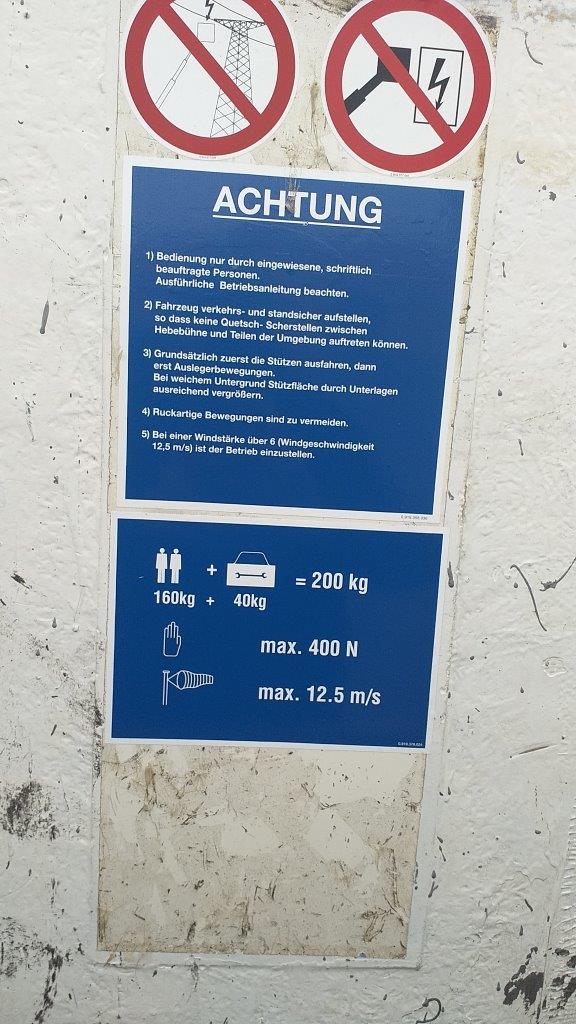 ACHTUNG
1) Bedienung nur durch eingewiesene, schriftlich
beauftragte Personen.
Ausführliche Betriebsanleitung beachten.
2) Fahrzeug verkehrs- und standsicher aufstellen,
so dass keine Quetsch- Scherstellen zwischen
Hebebühne und Teilen der Umgebung auftreten können.
3) Grundsätzlich zuerst die Stützen ausfahren, dann
erst Auslegerbewegungen.
Bei weichem Untergrund Stützfläche durch Unterlagen
ausreichend vergrößern.
4) Ruckartige Bewegungen sind zu vermeiden.
5) Bei einer Windstärke über 6 (Windgeschwindigkeit
12,5 m/s) ist der Betrieb einzustellen.
+ = 200 kg
160kg + 40kg
max. 400 N
max. 12.5 m/s